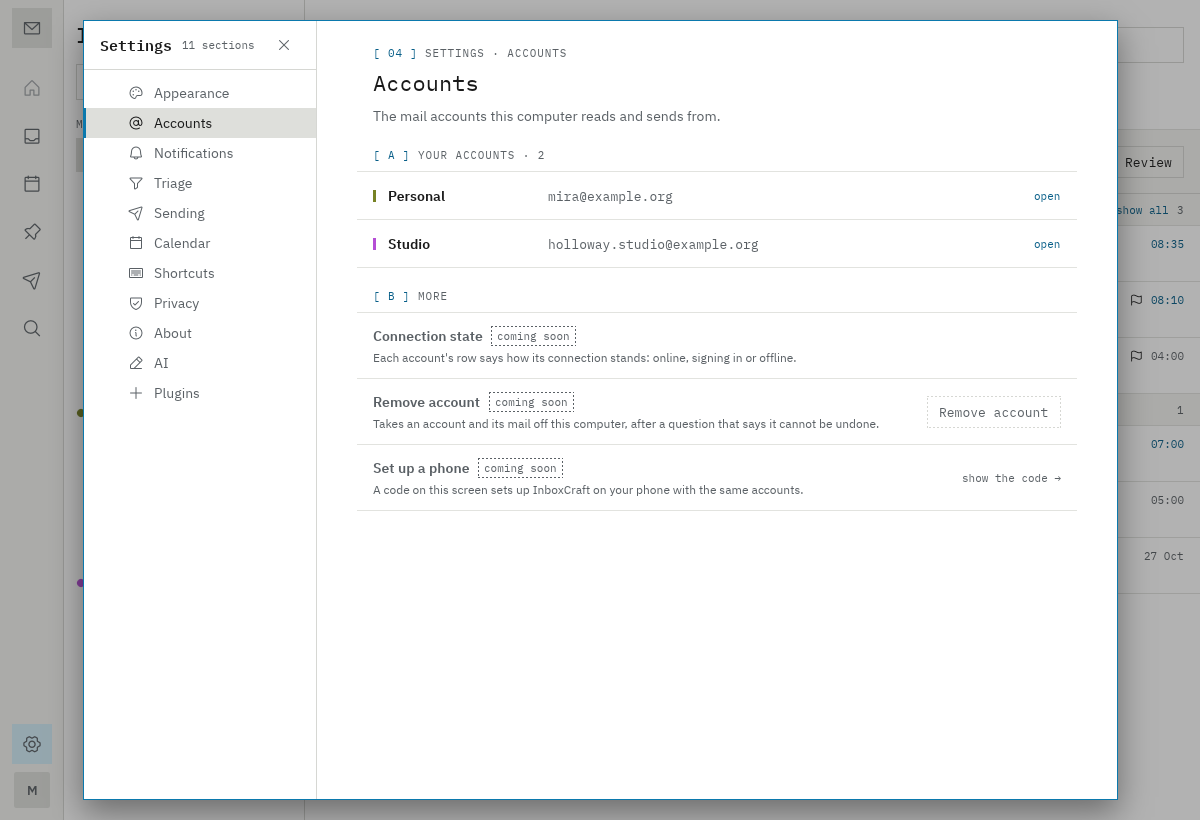 Settings 11 sections
Appearance
Accounts
Notifications
Triage
Sending
Calendar
Shortcuts
Privacy
About
AI
Plugins
[ 04 ] SETTINGS · ACCOUNTS
Accounts
The mail accounts this computer reads and sends from.
[ A ] YOUR ACCOUNTS · 2
Personal mira@example.org open
Studio holloway.studio@example.org open
[ B ] MORE
Connection state coming soon
Each account's row says how its connection stands: online, signing in or offline.
Remove account coming soon
Takes an account and its mail off this computer, after a question that says it cannot be undone.
Remove account
Set up a phone coming soon
A code on this screen sets up InboxCraft on your phone with the same accounts.
show the code →
Review
show all 3
08:35
08:10
04:00
1
07:00
05:00
27 Oct
M